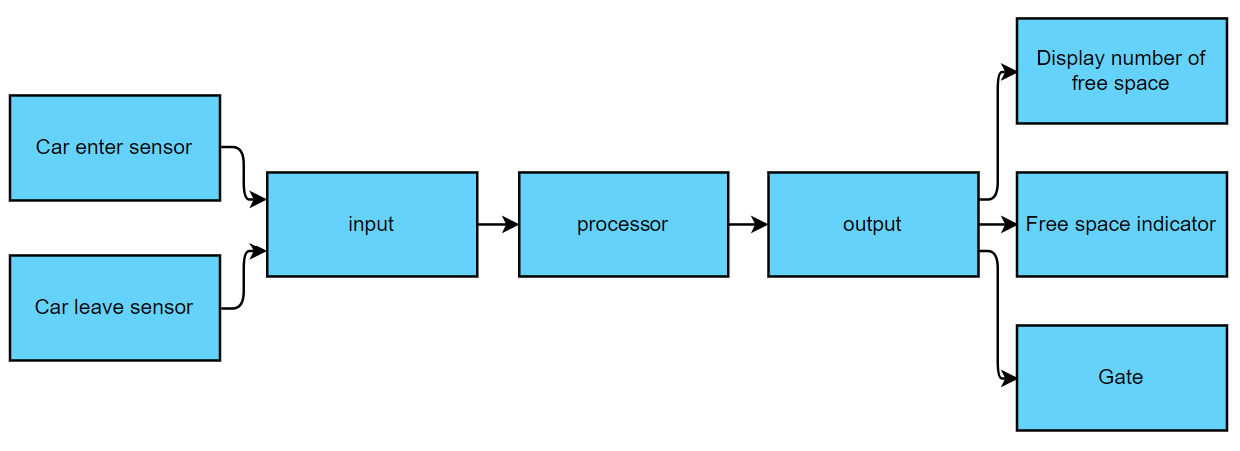 Car enter sensor
Car leave sensor
input
processor
output
Display number of
free space
Free space indicator
Gate